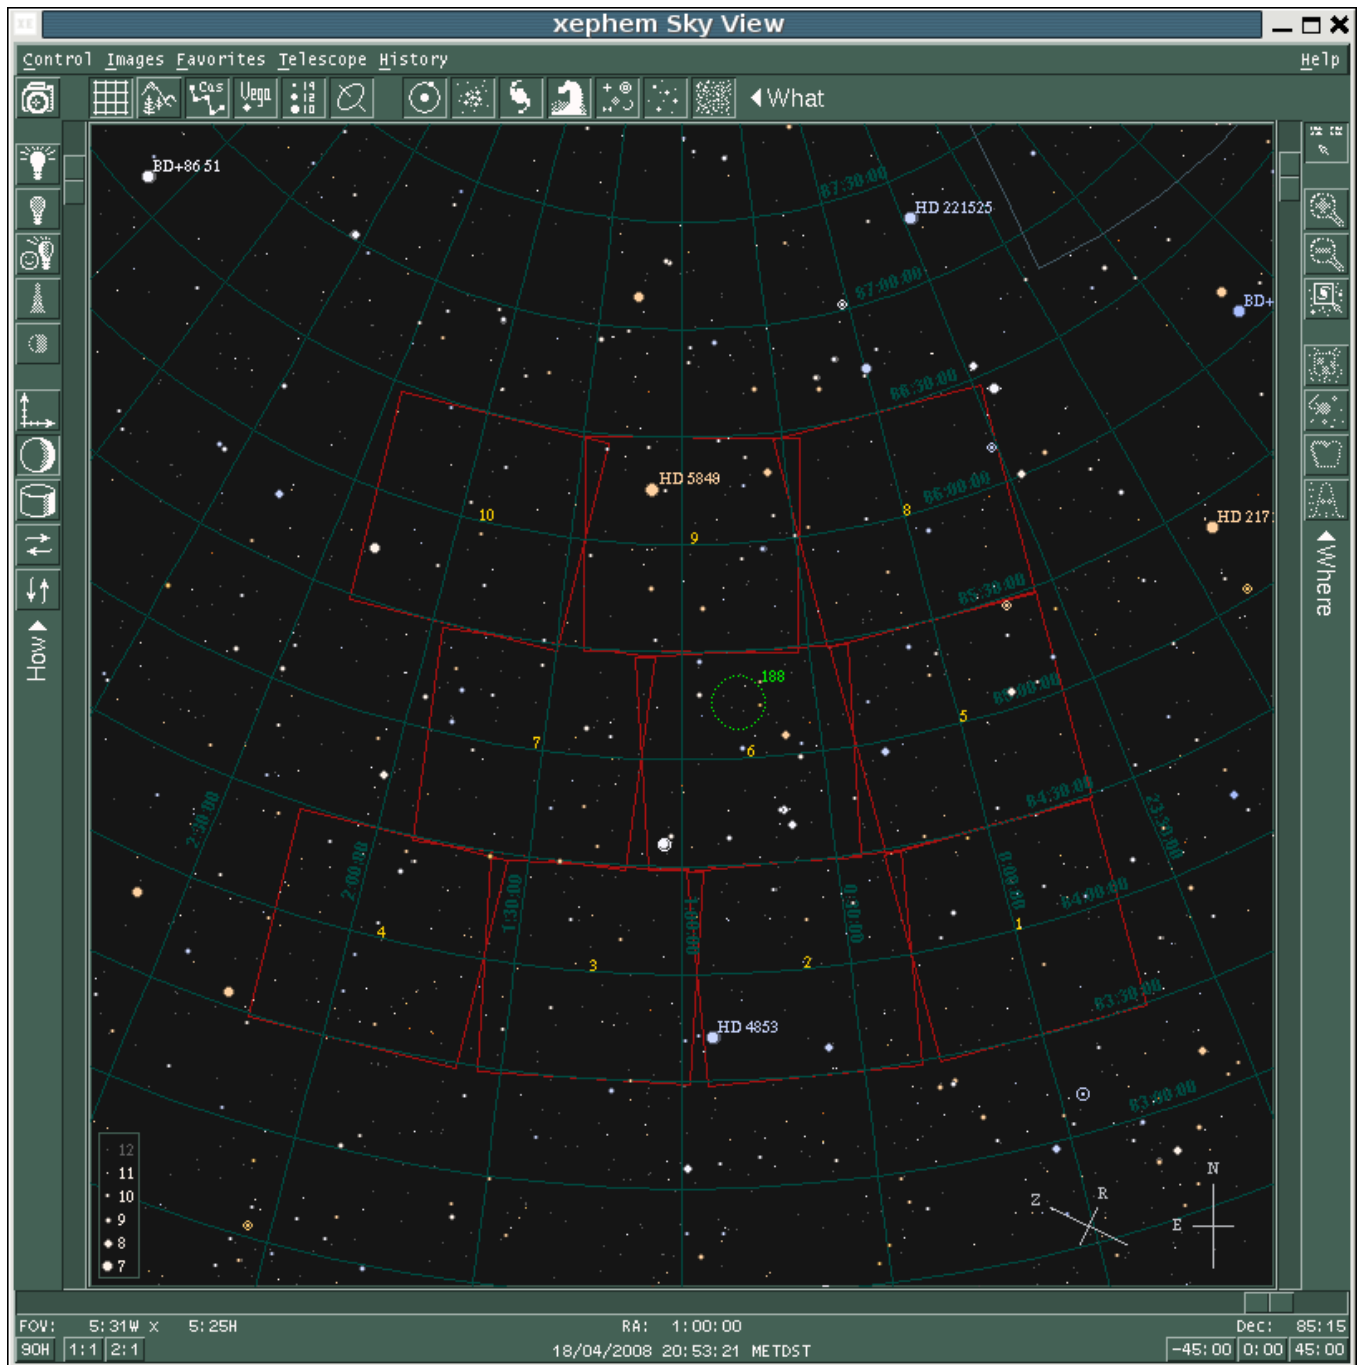 xephem Sky View
Control Images Favorites Telescope History Help
Cas
Vega
14
12
10
What
BD+86 51
87:30:00
HD 221525
87:00:00
BD+
86:30:00
HD 5848
86:00:00
HD 217
10
9
8
85:30:00
188
85:00:00
7
6
5
84:30:00
2:30:00
2:00:00
1:30:00
1:00:00
0:30:00
0:00:00
23:30:00
84:00:00
4
3
2
1
83:30:00
HD 4853
83:00:00
12
11
10
9
8
7
Z
R
N
E
How
Where
FOV: 5:31W x 5:25H RA: 1:00:00 Dec: 85:15
90H 1:1 2:1 18/04/2008 20:53:21 METDST -45:00 0:00 45:00